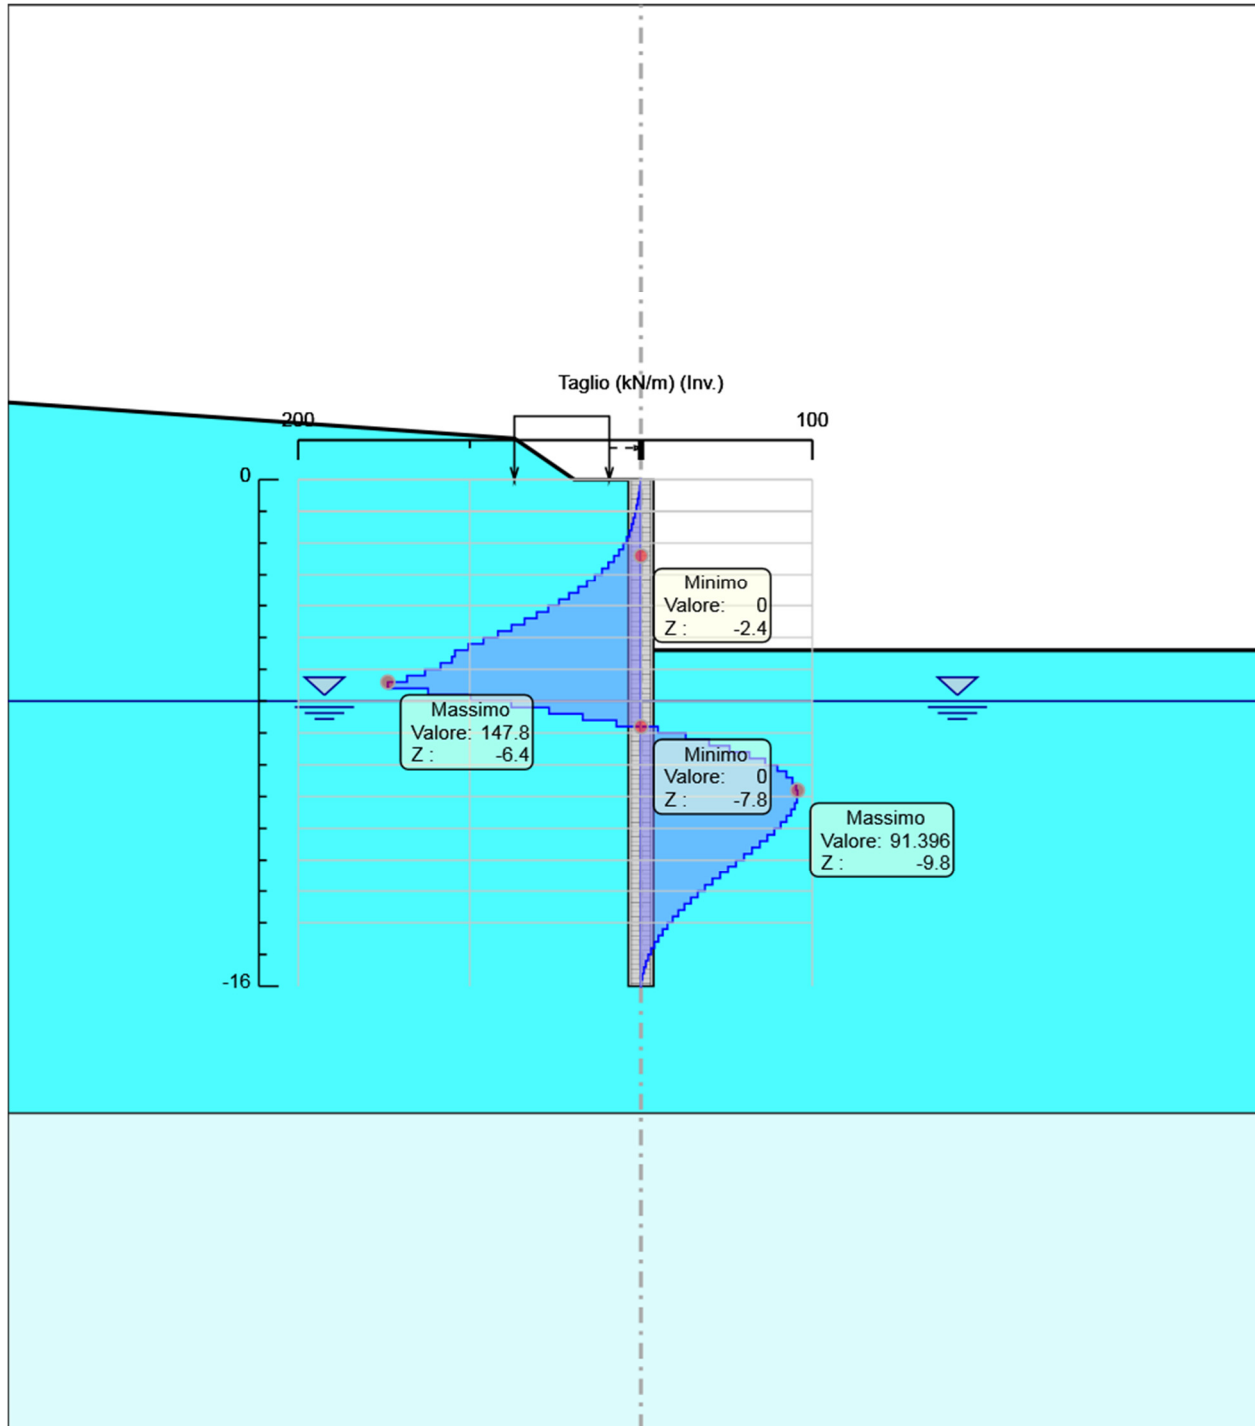 Taglio (kN/m) (Inv.)
200
100
0
Minimo
Valore: 0
Z : -2.4
Massimo
Valore: 147.8
Z : -6.4
Minimo
Valore: 0
Z : -7.8
Massimo
Valore: 91.396
Z : -9.8
-16